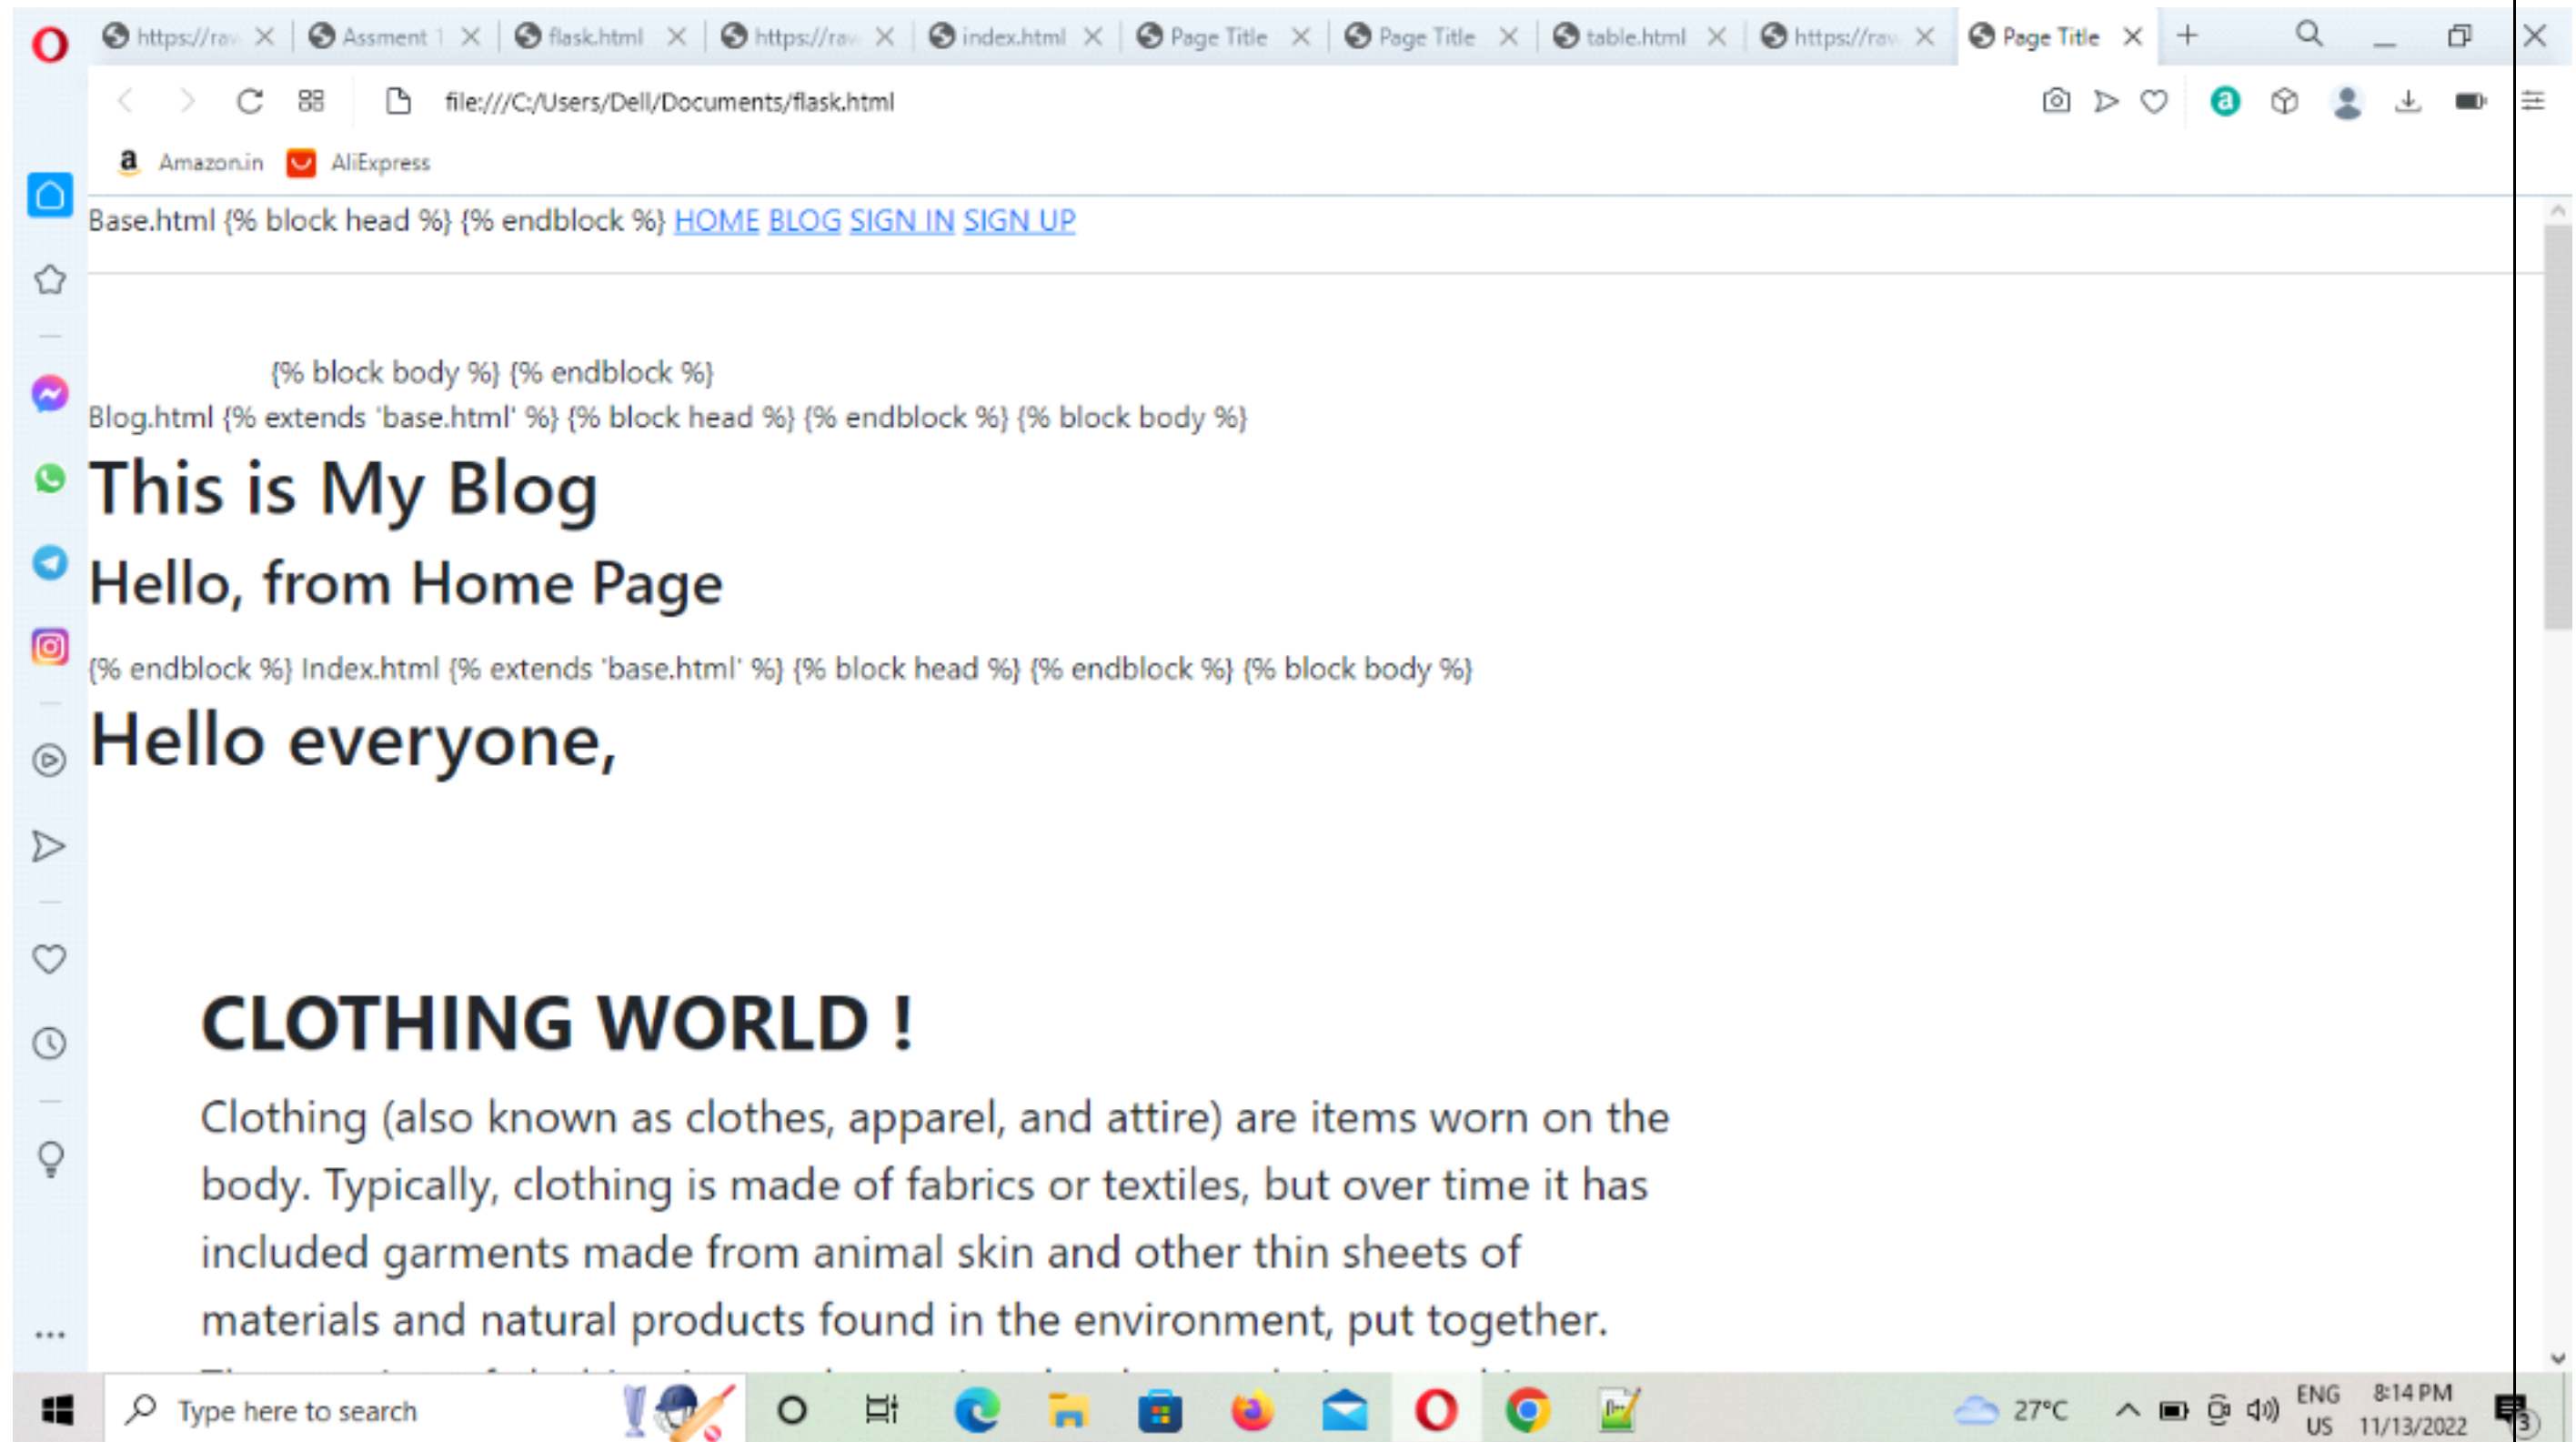 https://raw Assment 1 flask.html https://raw index.html Page Title Page Title table.html https://raw Page Title
file:///C:/Users/Dell/Documents/flask.html
a Amazon.in AliExpress
Base.html {% block head %} {% endblock %} HOME BLOG SIGN IN SIGN UP
{% block body %} {% endblock %}
Blog.html {% extends 'base.html' %} {% block head %} {% endblock %} {% block body %}
This is My Blog
Hello, from Home Page
{% endblock %} Index.html {% extends 'base.html' %} {% block head %} {% endblock %} {% block body %}
Hello everyone,
CLOTHING WORLD !
Clothing (also known as clothes, apparel, and attire) are items worn on the
body. Typically, clothing is made of fabrics or textiles, but over time it has
included garments made from animal skin and other thin sheets of
materials and natural products found in the environment, put together.
Type here to search 27°C ENG US 8:14 PM 11/13/2022 3